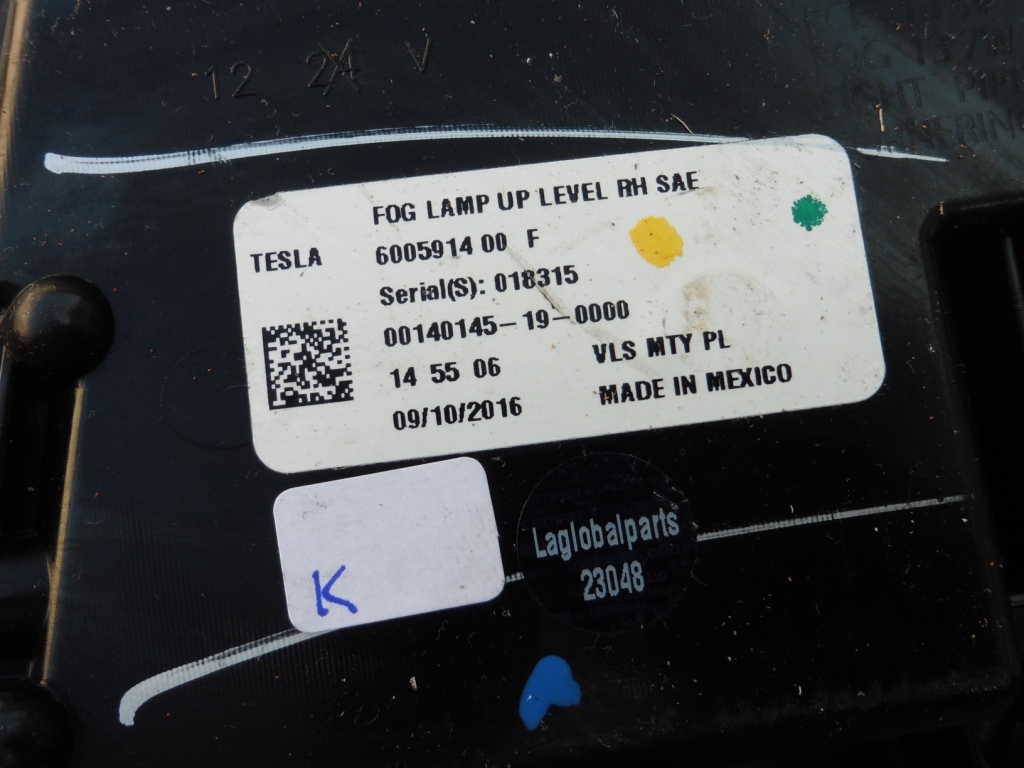 12 24 V
FOG LAMP UP LEVEL RH SAE
TESLA
6005914 00 F
Serial(S): 018315
00140145-19-0000
14 55 06
VLS MTY PL
09/10/2016
MADE IN MEXICO
K
Laglobalparts
23048